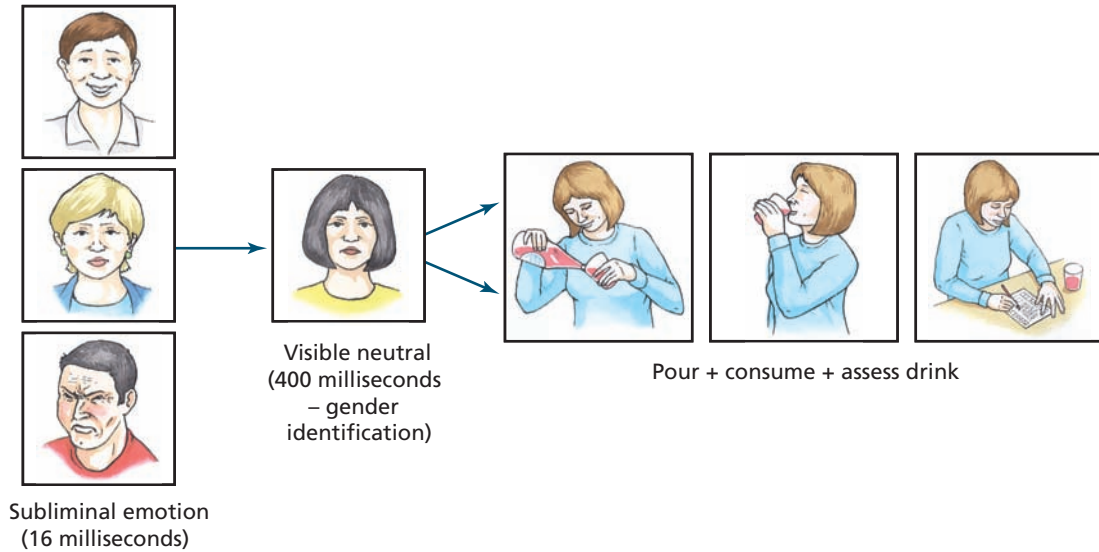 Visible neutral
(400 milliseconds
– gender
identification)
Pour + consume + assess drink
Subliminal emotion
(16 milliseconds)